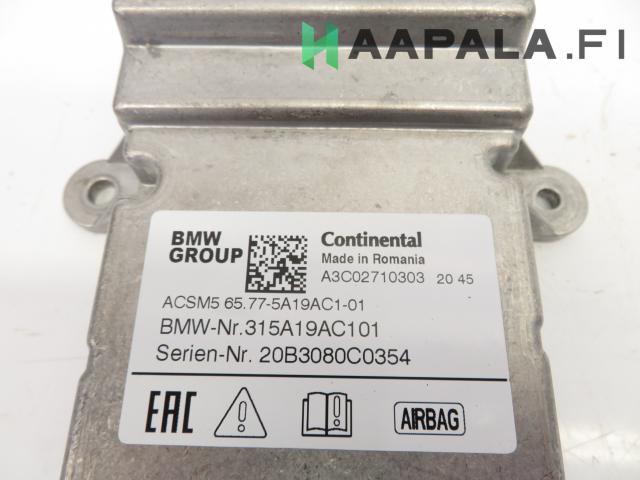 HAAPALA.FI
BMW GROUP
Continental
Made in Romania
A3C02710303 20 45
ACSM5 65.77-5A19AC1-01
BMW-Nr.315A19AC101
Serien-Nr. 20B3080C0354
EAC
AIRBAG